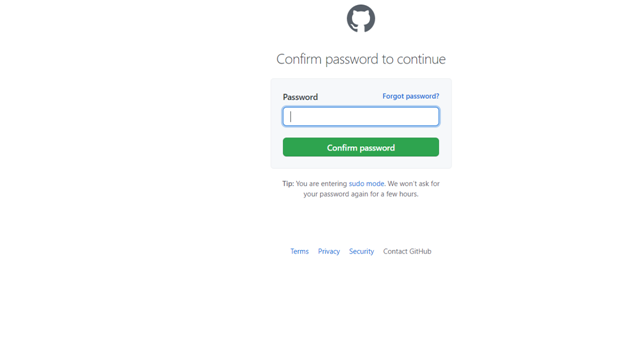 Confirm password to continue
Password Forgot password?
Confirm password
Tip: You are entering sudo mode. We won't ask for
your password again for a few hours.
Terms Privacy Security Contact GitHub